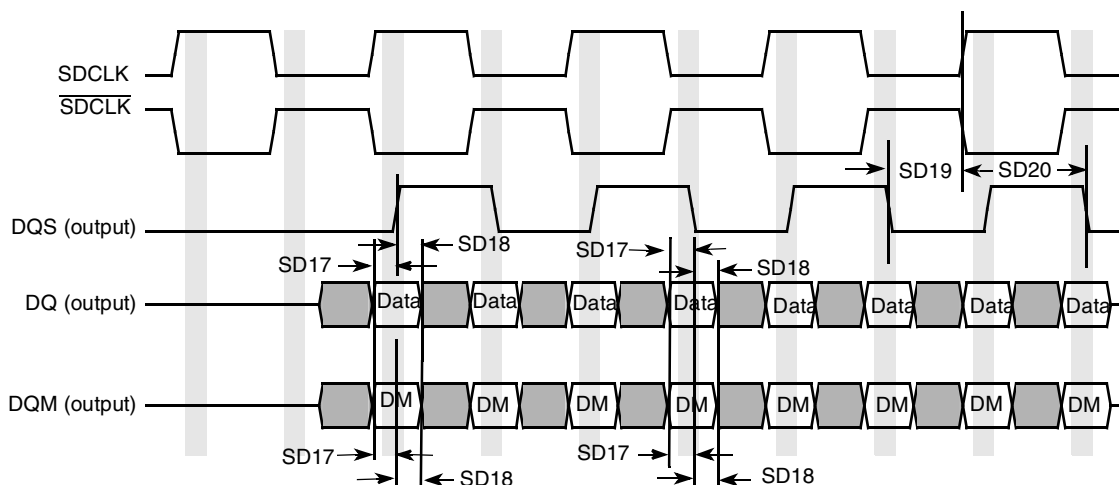 SDCLK
SDCLK
SD19
SD20
DQS (output)
SD18
SD17
SD17
SD18
DQ (output)
Data
Data
Data
Data
Data
Data
Data
Data
DQM (output)
DM
DM
DM
DM
DM
DM
DM
DM
SD17
SD17
SD18
SD18